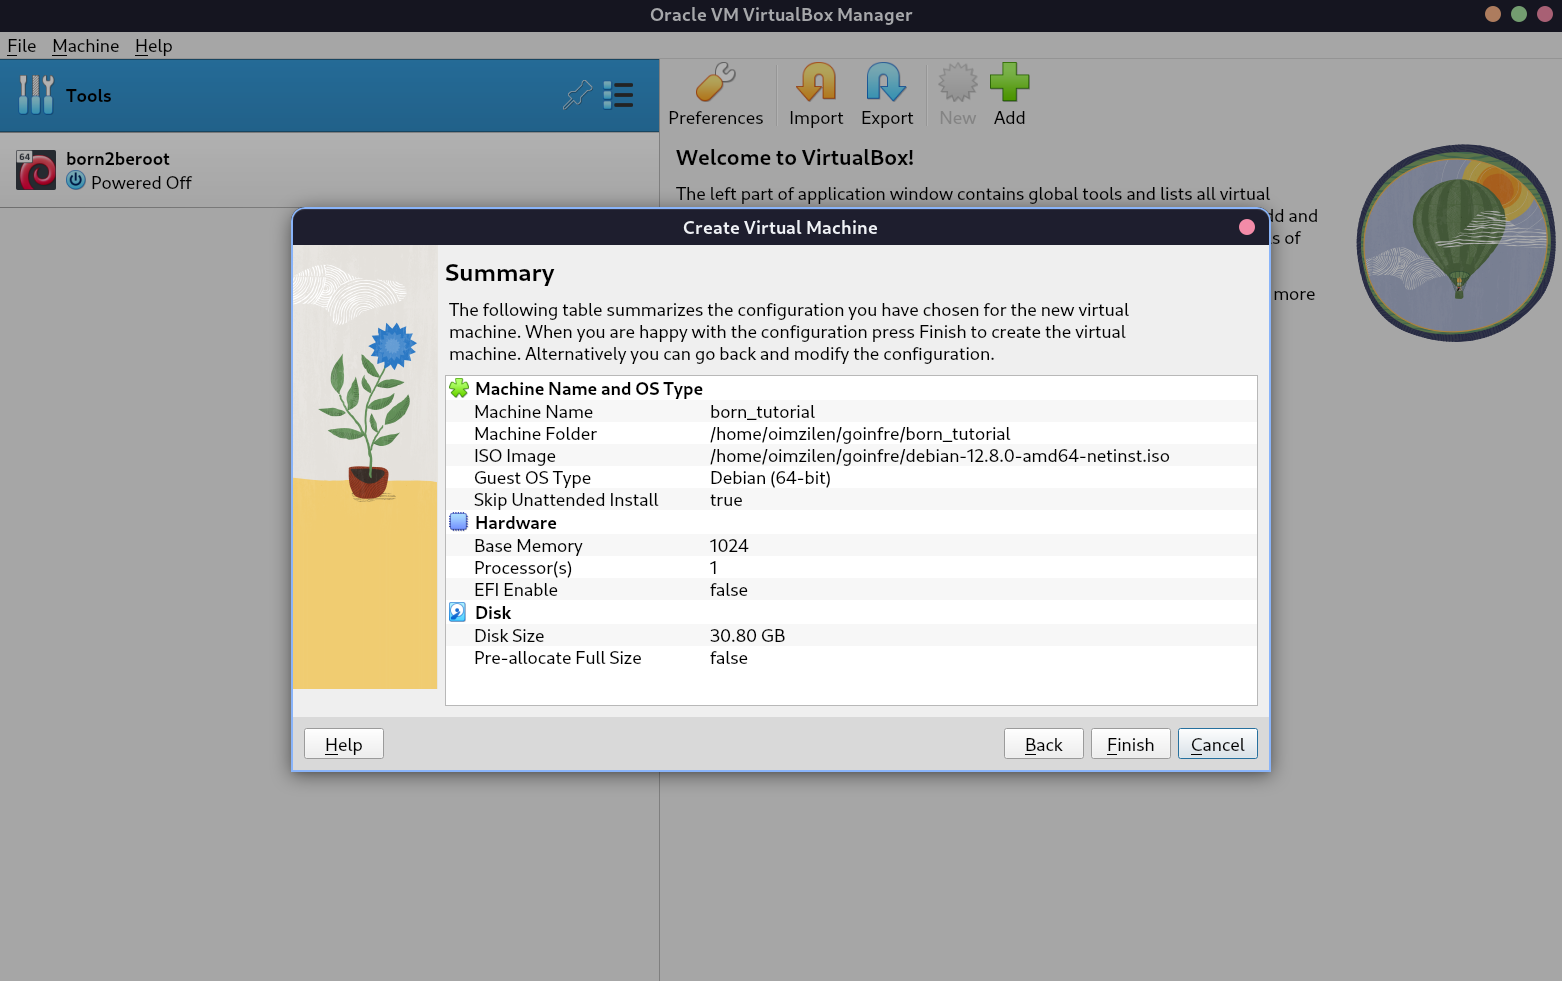 Oracle VM VirtualBox Manager
File Machine Help
Tools
Preferences Import Export New Add
64
born2beroot
Powered Off
Welcome to VirtualBox!
The left part of application window contains global tools and lists all virtual
and
s of
more
Create Virtual Machine
Summary
The following table summarizes the configuration you have chosen for the new virtual
machine. When you are happy with the configuration press Finish to create the virtual
machine. Alternatively you can go back and modify the configuration.
Machine Name and OS Type
Machine Name born_tutorial
Machine Folder /home/oimzilen/goinfre/born_tutorial
ISO Image /home/oimzilen/goinfre/debian-12.8.0-amd64-netinst.iso
Guest OS Type Debian (64-bit)
Skip Unattended Install true
Hardware
Base Memory 1024
Processor(s) 1
EFI Enable false
Disk
Disk Size 30.80 GB
Pre-allocate Full Size false
Help Back Finish Cancel